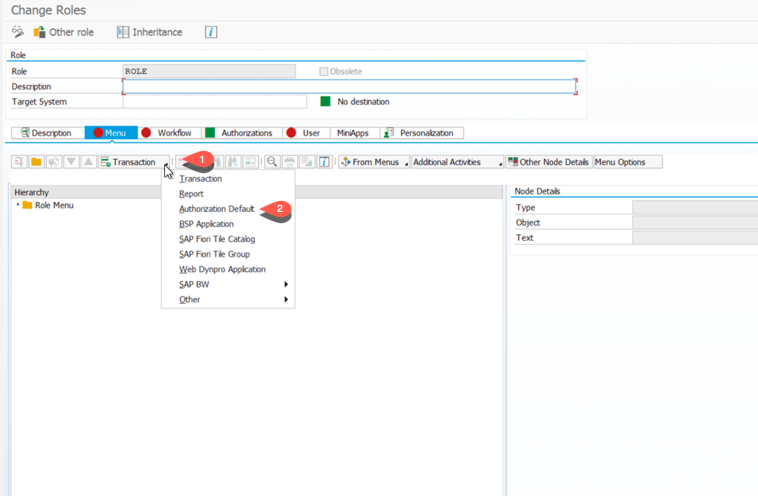 Change Roles
Other role Inheritance
Role
Role ROLE Obsolete
Description
Target System No destination
Description Menu Workflow Authorizations User MiniApps Personalization
Transaction 1 From Menus Additional Activities Other Node Details Menu Options
Transaction
Hierarchy Report Node Details
Role Menu Authorization Default 2 Type
BSP Application Object
SAP Fiori Tile Catalog Text
SAP Fiori Tile Group
Web Dynpro Application
SAP BW
Other